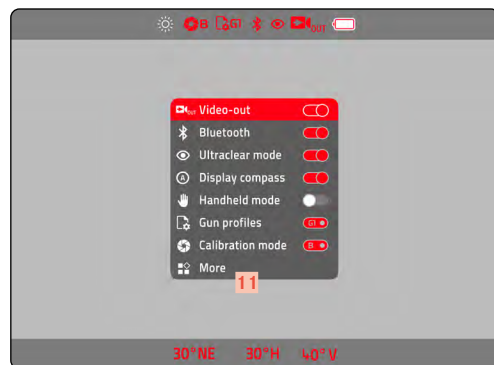 B G1 OUT
OUT Video-out
Bluetooth
Ultraclear mode
A Display compass
Handheld mode
Gun profiles G1
Calibration mode B
More
11
30°NE 30°H 40°V